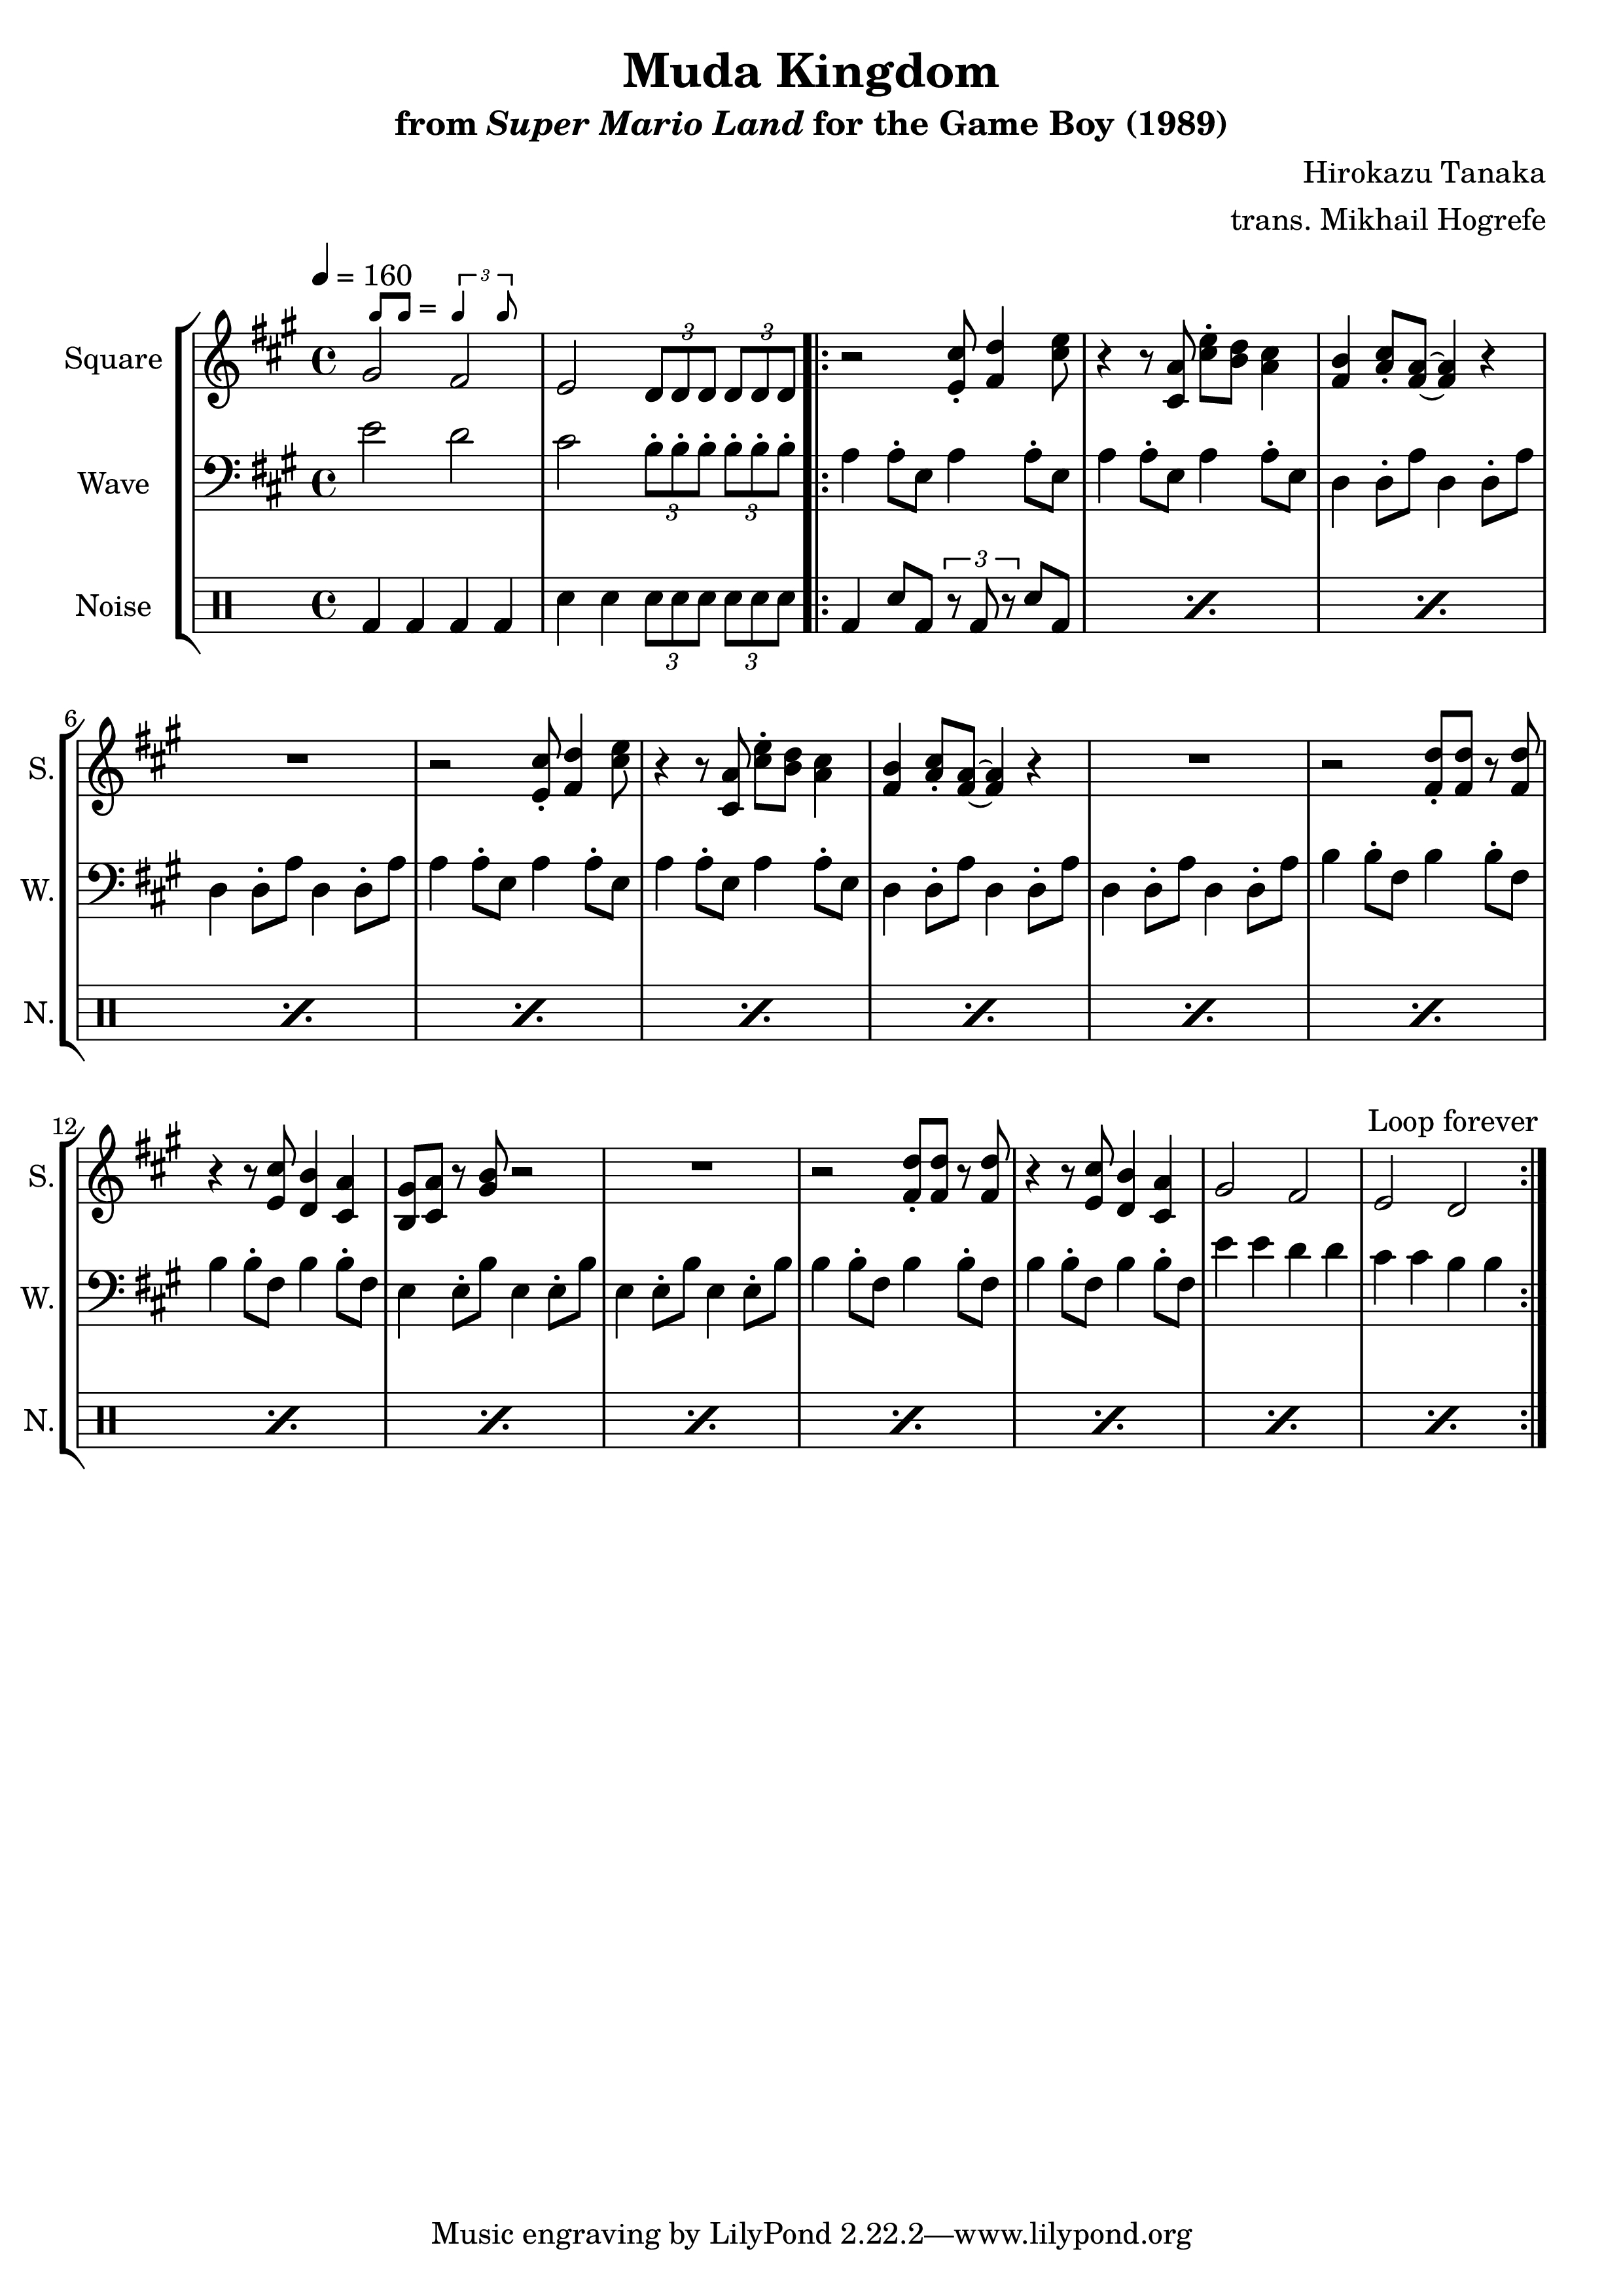 Muda Kingdom
from Super Mario Land for the Game Boy (1989)
Hirokazu Tanaka
trans. Mikhail Hogrefe
= 160
= 3
Square
3 3
Wave
3 3
Noise
3 3 3
6
S.
W.
N.
12
Loop forever
S.
W.
N.
Music engraving by LilyPond 2.22.2—www.lilypond.org